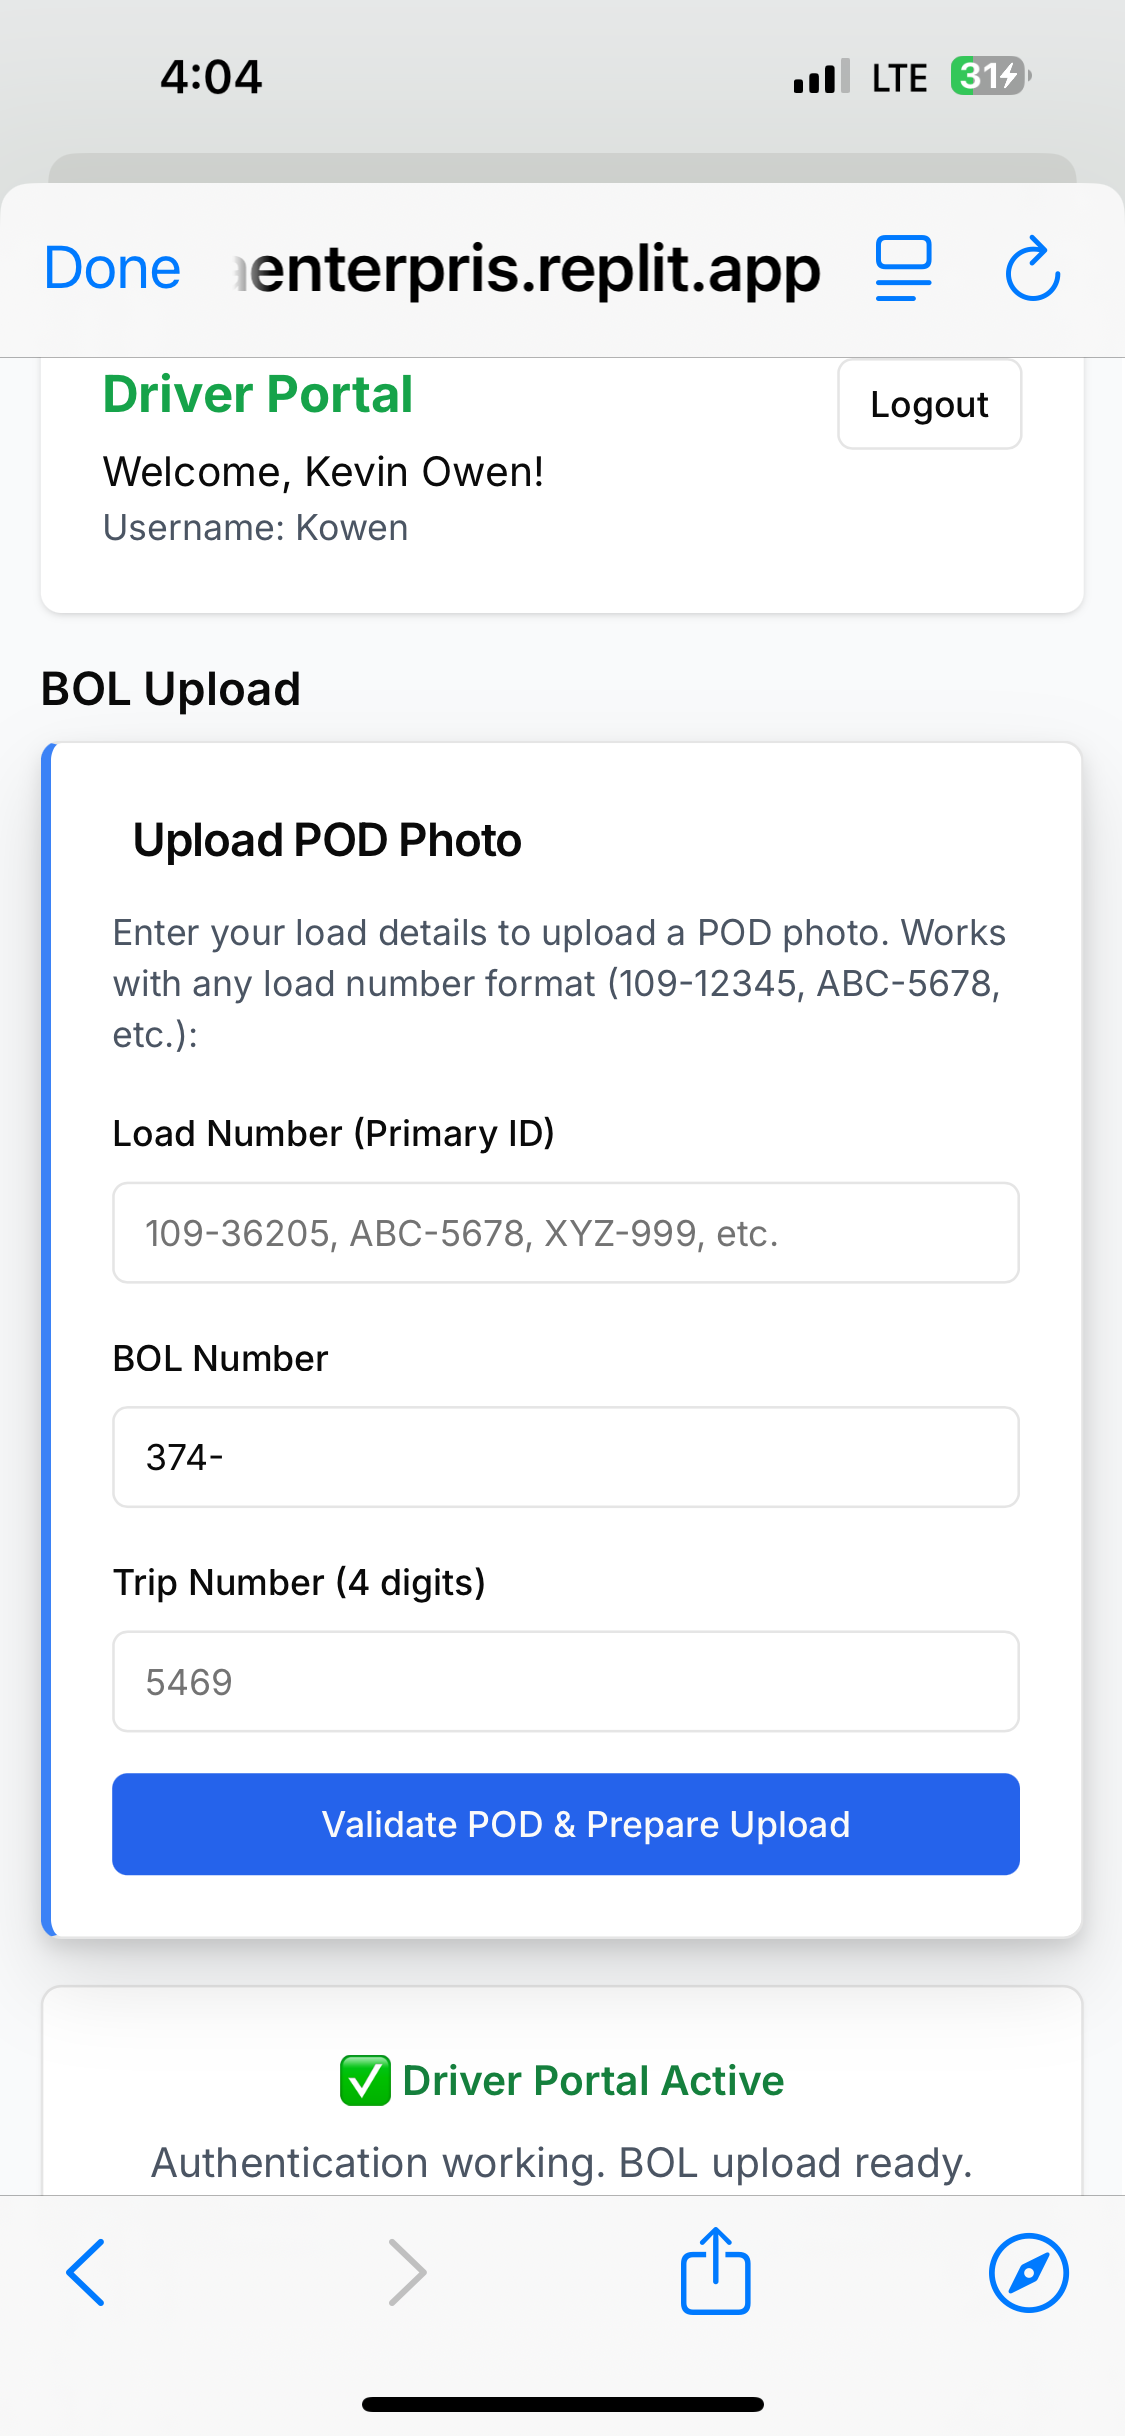 4:04
LTE
31
Done
enterpris.replit.app
Driver Portal
Logout
Welcome, Kevin Owen!
Username: Kowen
BOL Upload
Upload POD Photo
Enter your load details to upload a POD photo. Works
with any load number format (109-12345, ABC-5678,
etc.):
Load Number (Primary ID)
109-36205, ABC-5678, XYZ-999, etc.
BOL Number
374-
Trip Number (4 digits)
5469
Validate POD & Prepare Upload
✅ Driver Portal Active
Authentication working. BOL upload ready.